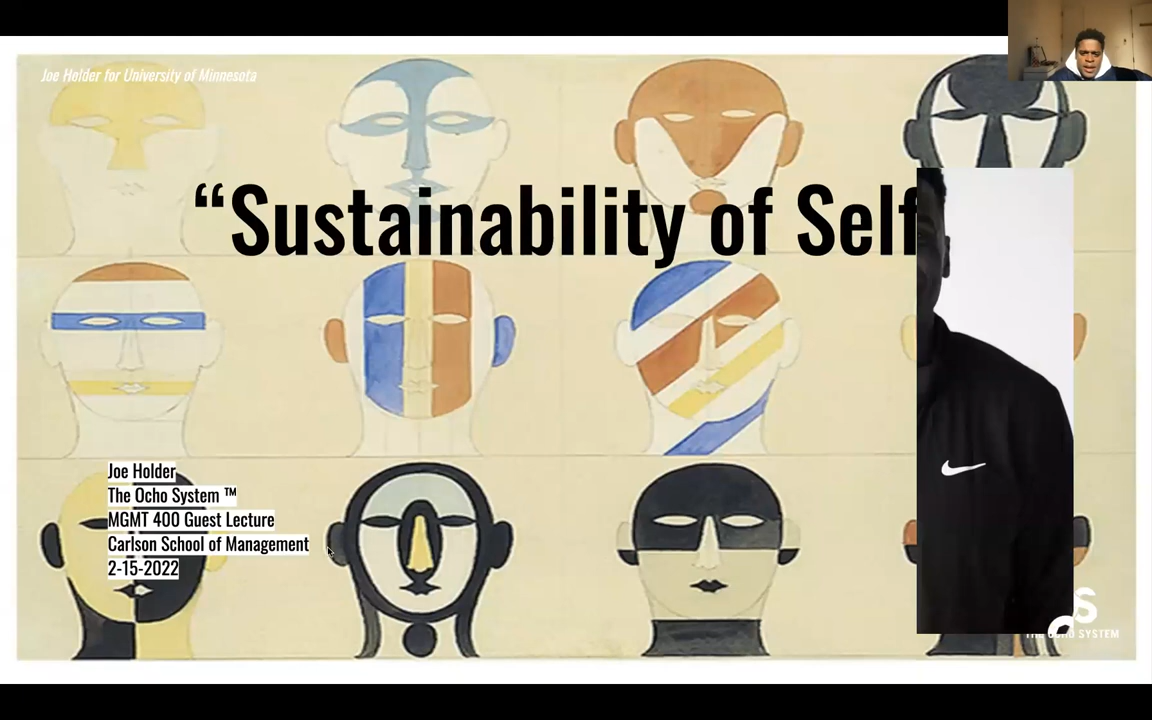 Joe Holder for University of Minnesota
“Sustainability of Self
Joe Holder
The Ocho System ™
MGMT 400 Guest Lecture
Carlson School of Management
2-15-2022
S
SYSTEM